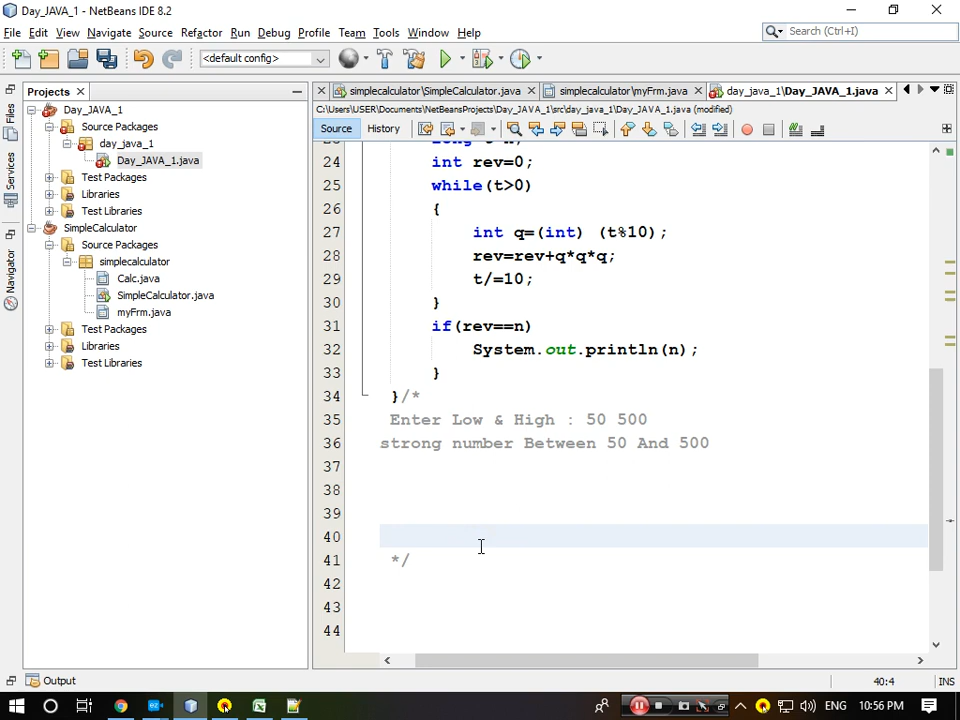 Day_JAVA_1 - NetBeans IDE 8.2
File Edit View Navigate Source Refactor Run Debug Profile Team Tools Window Help
Search (Ctrl+I)
<default config>
Projects
simplecalculator\SimpleCalculator.java
simplecalculator\myFrm.java
day_java_1\Day_JAVA_1.java
C:\Users\USER\Documents\NetBeansProjects\Day_JAVA_1\src\day_java_1\Day_JAVA_1.java (modified)
Source History
Files
Services
Navigator
Day_JAVA_1
Source Packages
day_java_1
Day_JAVA_1.java
Test Packages
Libraries
Test Libraries
SimpleCalculator
Source Packages
simplecalculator
Calc.java
SimpleCalculator.java
myFrm.java
Test Packages
Libraries
Test Libraries
24 int rev=0;
25 while(t>0)
26 {
27 int q=(int) (t%10);
28 rev=rev+q*q*q;
29 t/=10;
30 }
31 if(rev==n)
32 System.out.println(n);
33 }
34 }/*
35 Enter Low & High : 50 500
36 strong number Between 50 And 500
37
38
39
40
41 */
42
43
44
Output
40:4 INS
ENG 10:56 PM